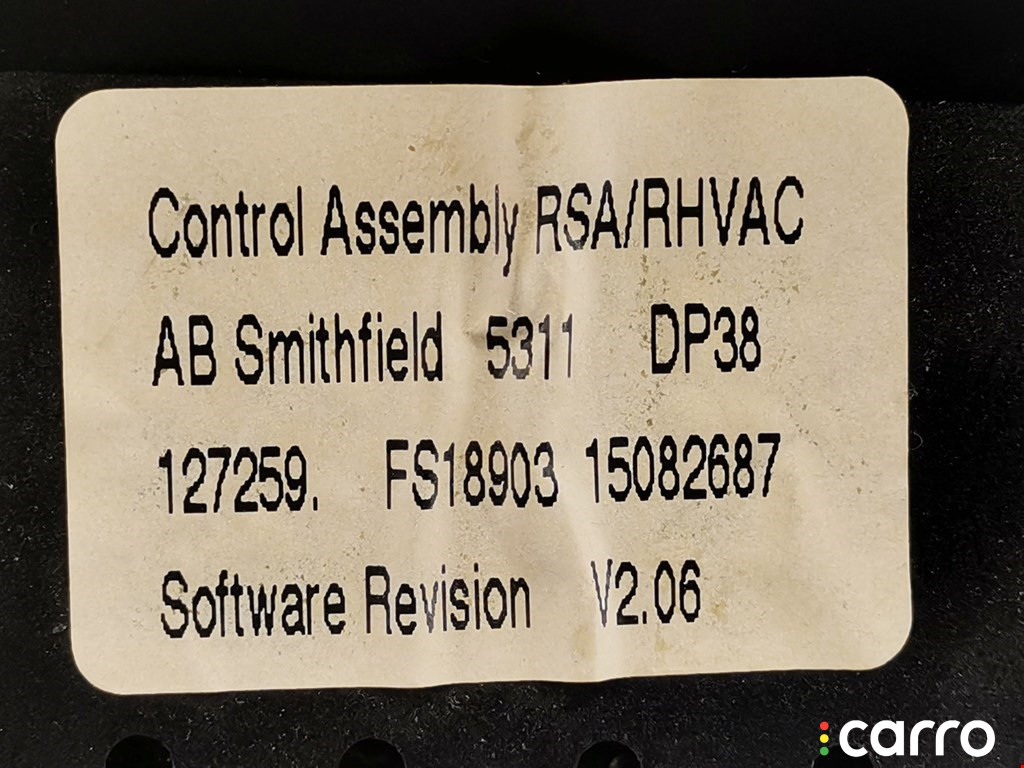 Control Assembly RSA/RHVAC
AB Smithfield 5311 DP38
127259. FS18903 15082687
Software Revision V2.06
carro